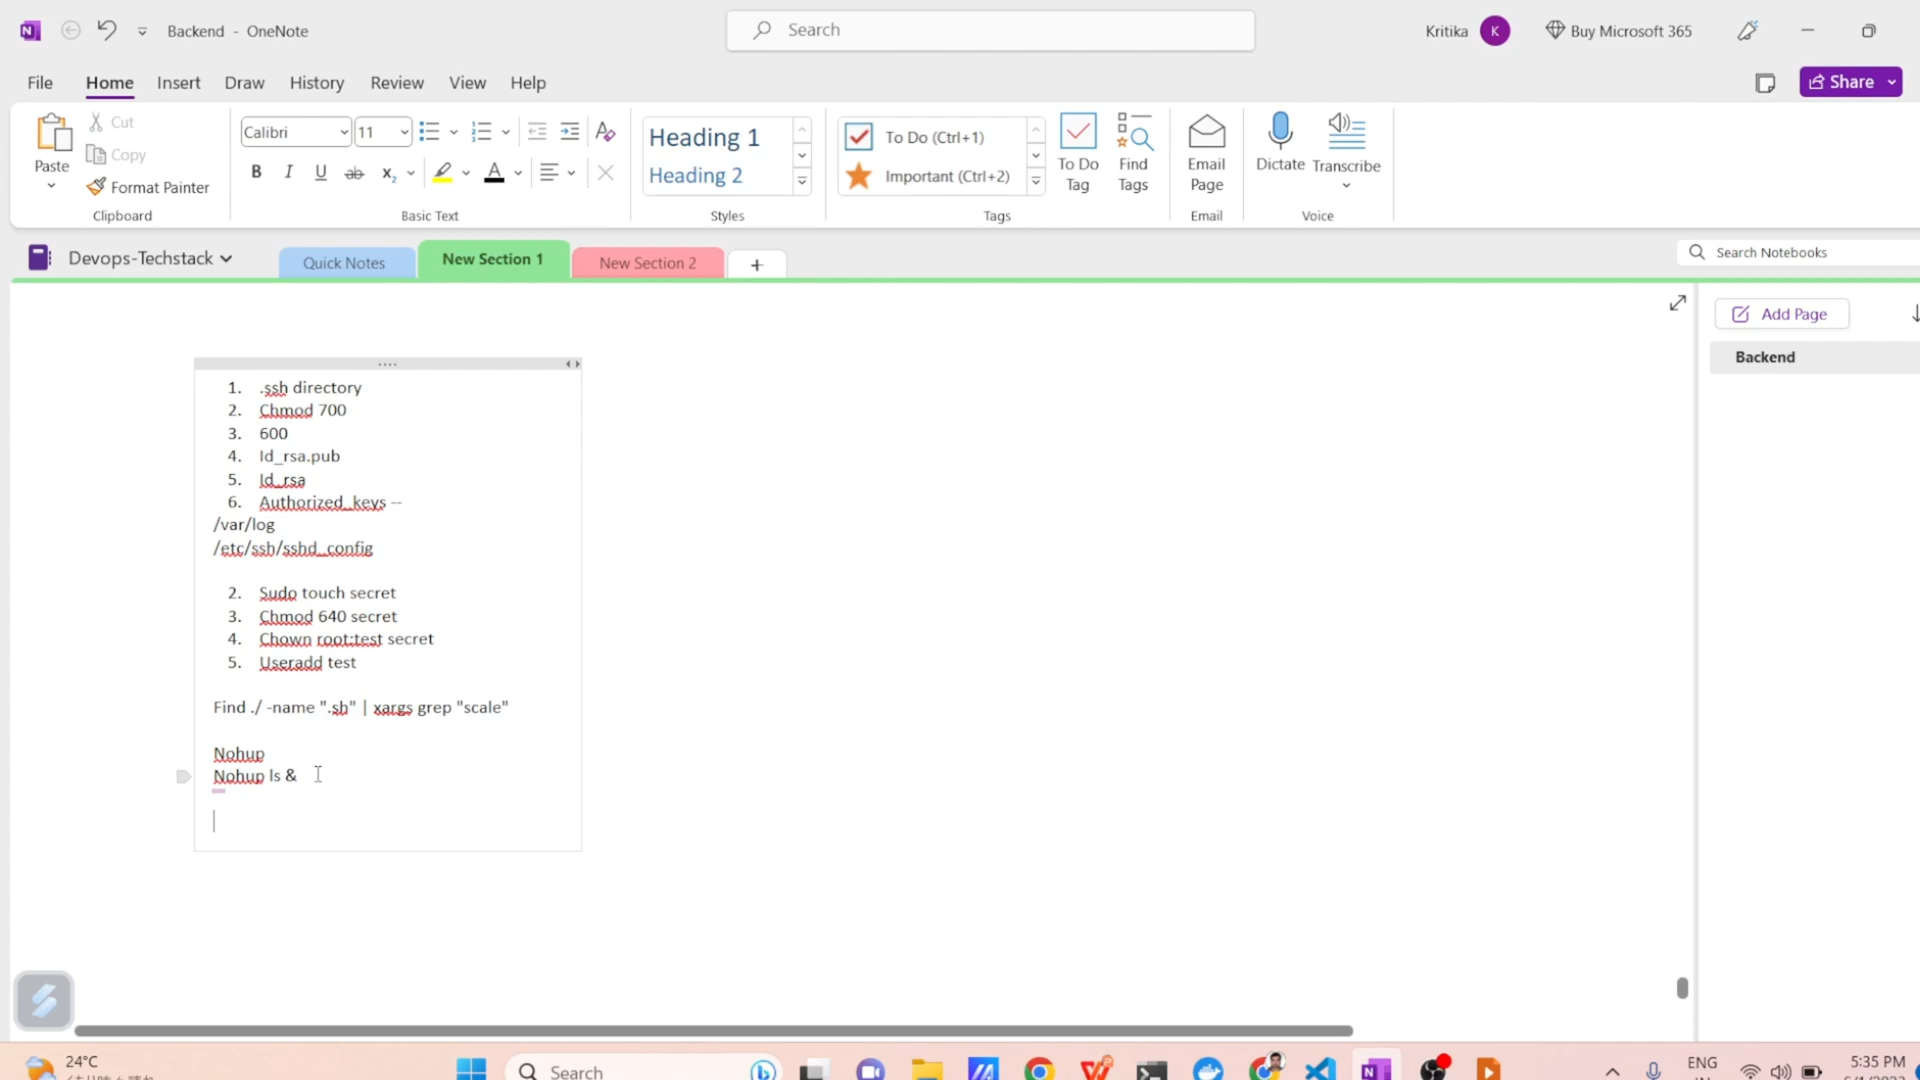 Backend - OneNote
Search
Kritika
K
Buy Microsoft 365
File
Home
Insert
Draw
History
Review
View
Help
Share
Paste
Cut
Copy
Format Painter
Clipboard
Calibri
11
Basic Text
Heading 1
Heading 2
Styles
To Do (Ctrl+1)
Important (Ctrl+2)
Tags
To Do Tag
Find Tags
Email Page
Email
Dictate
Transcribe
Voice
Devops-Techstack
Quick Notes
New Section 1
New Section 2
+
Search Notebooks
Add Page
Backend
1. .ssh directory
2. Chmod 700
3. 600
4. Id_rsa.pub
5. Id_rsa
6. Authorized_keys --
/var/log
/etc/ssh/sshd_config
2. Sudo touch secret
3. Chmod 640 secret
4. Chown root:test secret
5. Useradd test
Find ./ -name ".sh" | xargs grep "scale"
Nohup
Nohup ls &
24°C
Search
ENG
5:35 PM